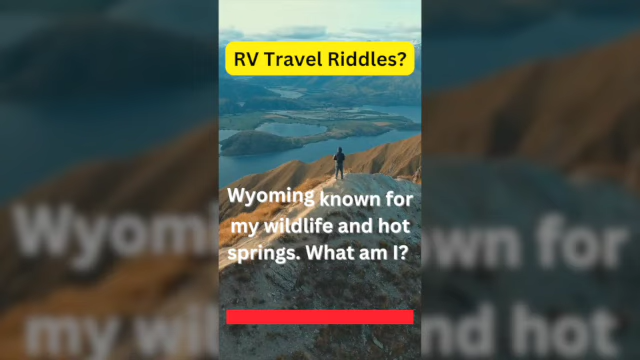 RV Travel Riddles?
Wyoming known for
my wildlife and hot
springs. What am I?